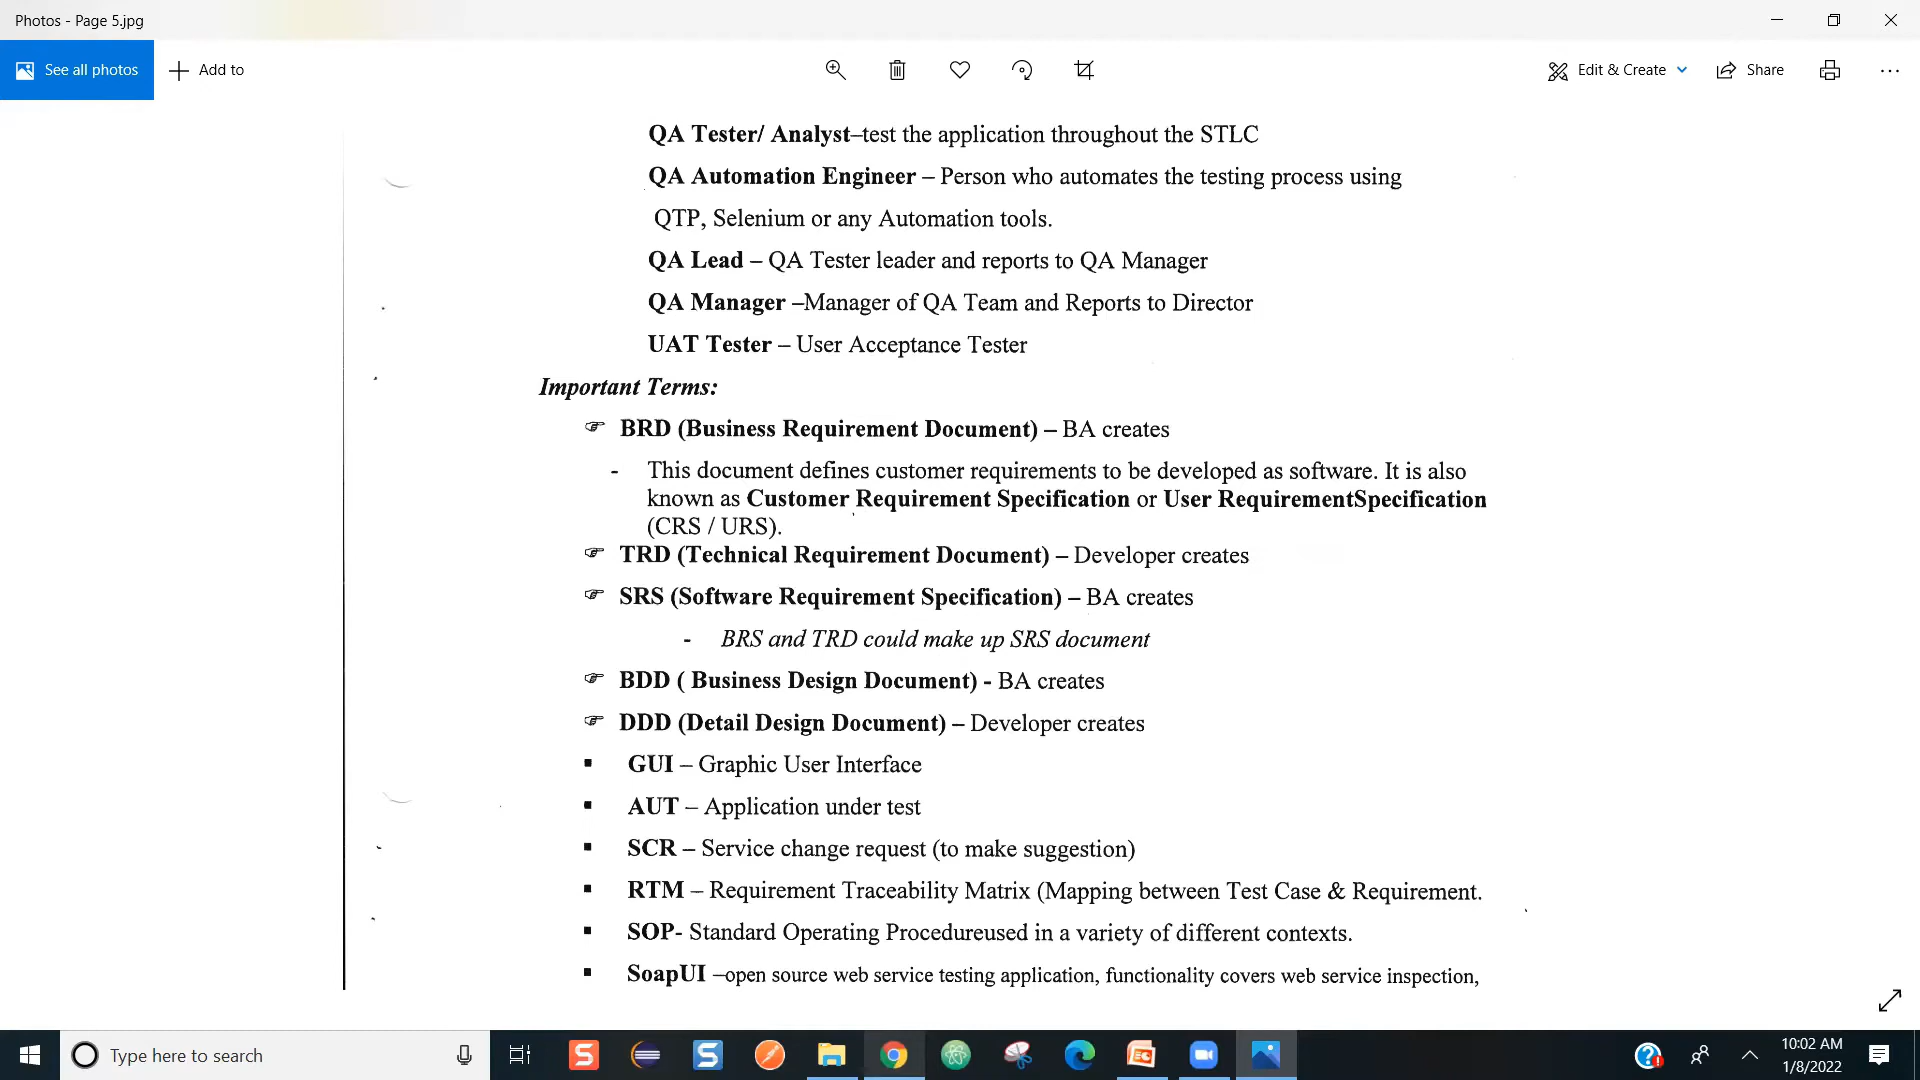 Photos - Page 5.jpg
See all photos
Add to
Edit & Create
Share
QA Tester/ Analyst–test the application throughout the STLC
QA Automation Engineer – Person who automates the testing process using
QTP, Selenium or any Automation tools.
QA Lead – QA Tester leader and reports to QA Manager
QA Manager –Manager of QA Team and Reports to Director
UAT Tester – User Acceptance Tester
Important Terms:
☞ BRD (Business Requirement Document) – BA creates
- This document defines customer requirements to be developed as software. It is also
known as Customer Requirement Specification or User RequirementSpecification
(CRS / URS).
☞ TRD (Technical Requirement Document) – Developer creates
☞ SRS (Software Requirement Specification) – BA creates
- BRS and TRD could make up SRS document
☞ BDD ( Business Design Document) - BA creates
☞ DDD (Detail Design Document) – Developer creates
▪ GUI – Graphic User Interface
▪ AUT – Application under test
▪ SCR – Service change request (to make suggestion)
▪ RTM – Requirement Traceability Matrix (Mapping between Test Case & Requirement.
▪ SOP- Standard Operating Procedureused in a variety of different contexts.
▪ SoapUI –open source web service testing application, functionality covers web service inspection,
Type here to search
10:02 AM
1/8/2022